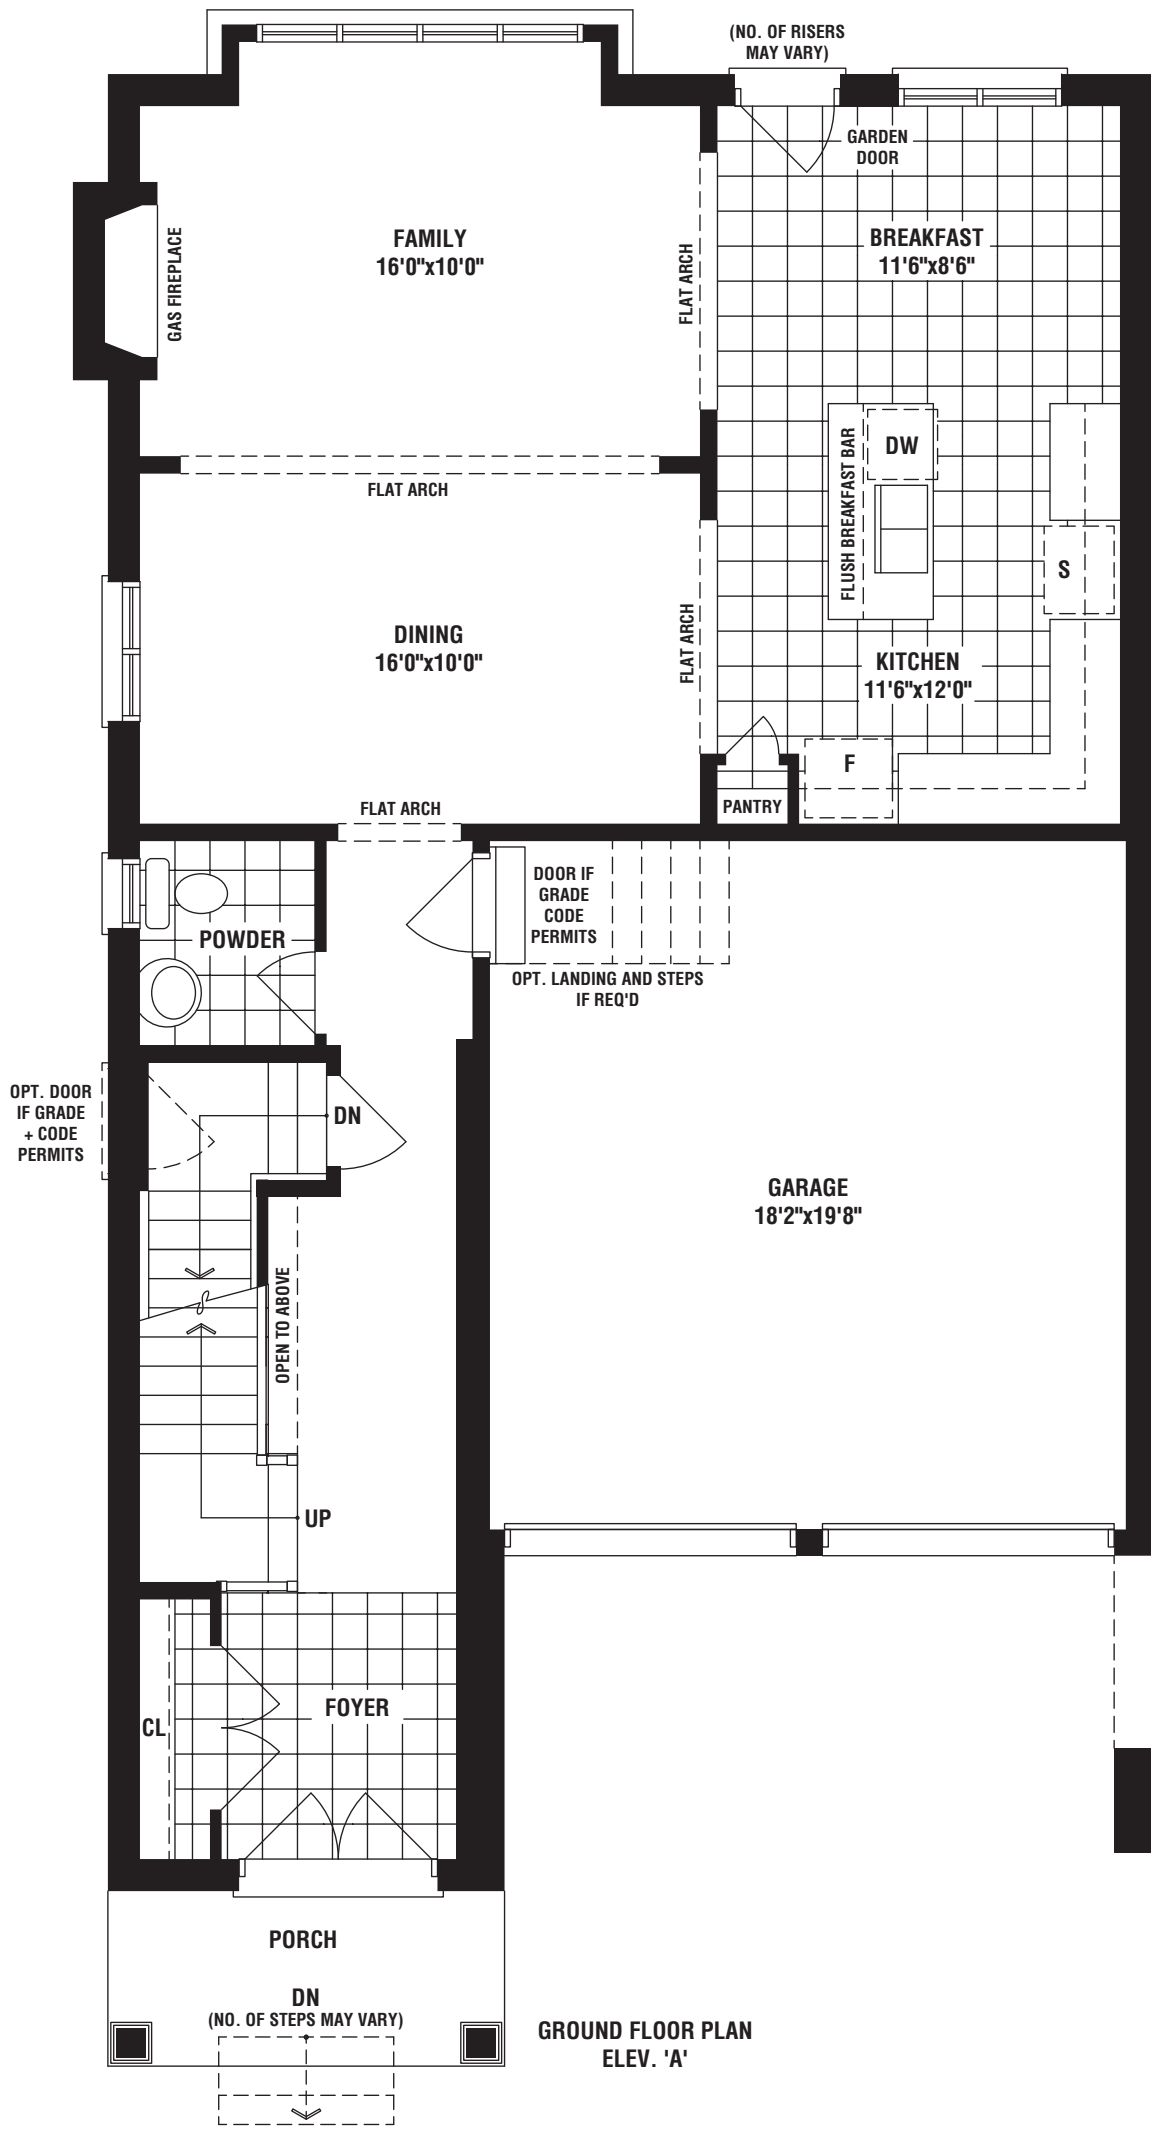 (NO. OF RISERS
MAY VARY)
GARDEN
DOOR
FAMILY
16'0"x10'0"
GAS FIREPLACE
FLAT ARCH
BREAKFAST
11'6"x8'6"
FLAT ARCH
DW
FLUSH BREAKFAST BAR
S
DINING
16'0"x10'0"
FLAT ARCH
KITCHEN
11'6"x12'0"
F
PANTRY
FLAT ARCH
POWDER
DOOR IF
GRADE
CODE
PERMITS
OPT. LANDING AND STEPS
IF REQ'D
OPT. DOOR
IF GRADE
+ CODE
PERMITS
DN
GARAGE
18'2"x19'8"
OPEN TO ABOVE
UP
CL
FOYER
PORCH
DN
(NO. OF STEPS MAY VARY)
GROUND FLOOR PLAN
ELEV. 'A'